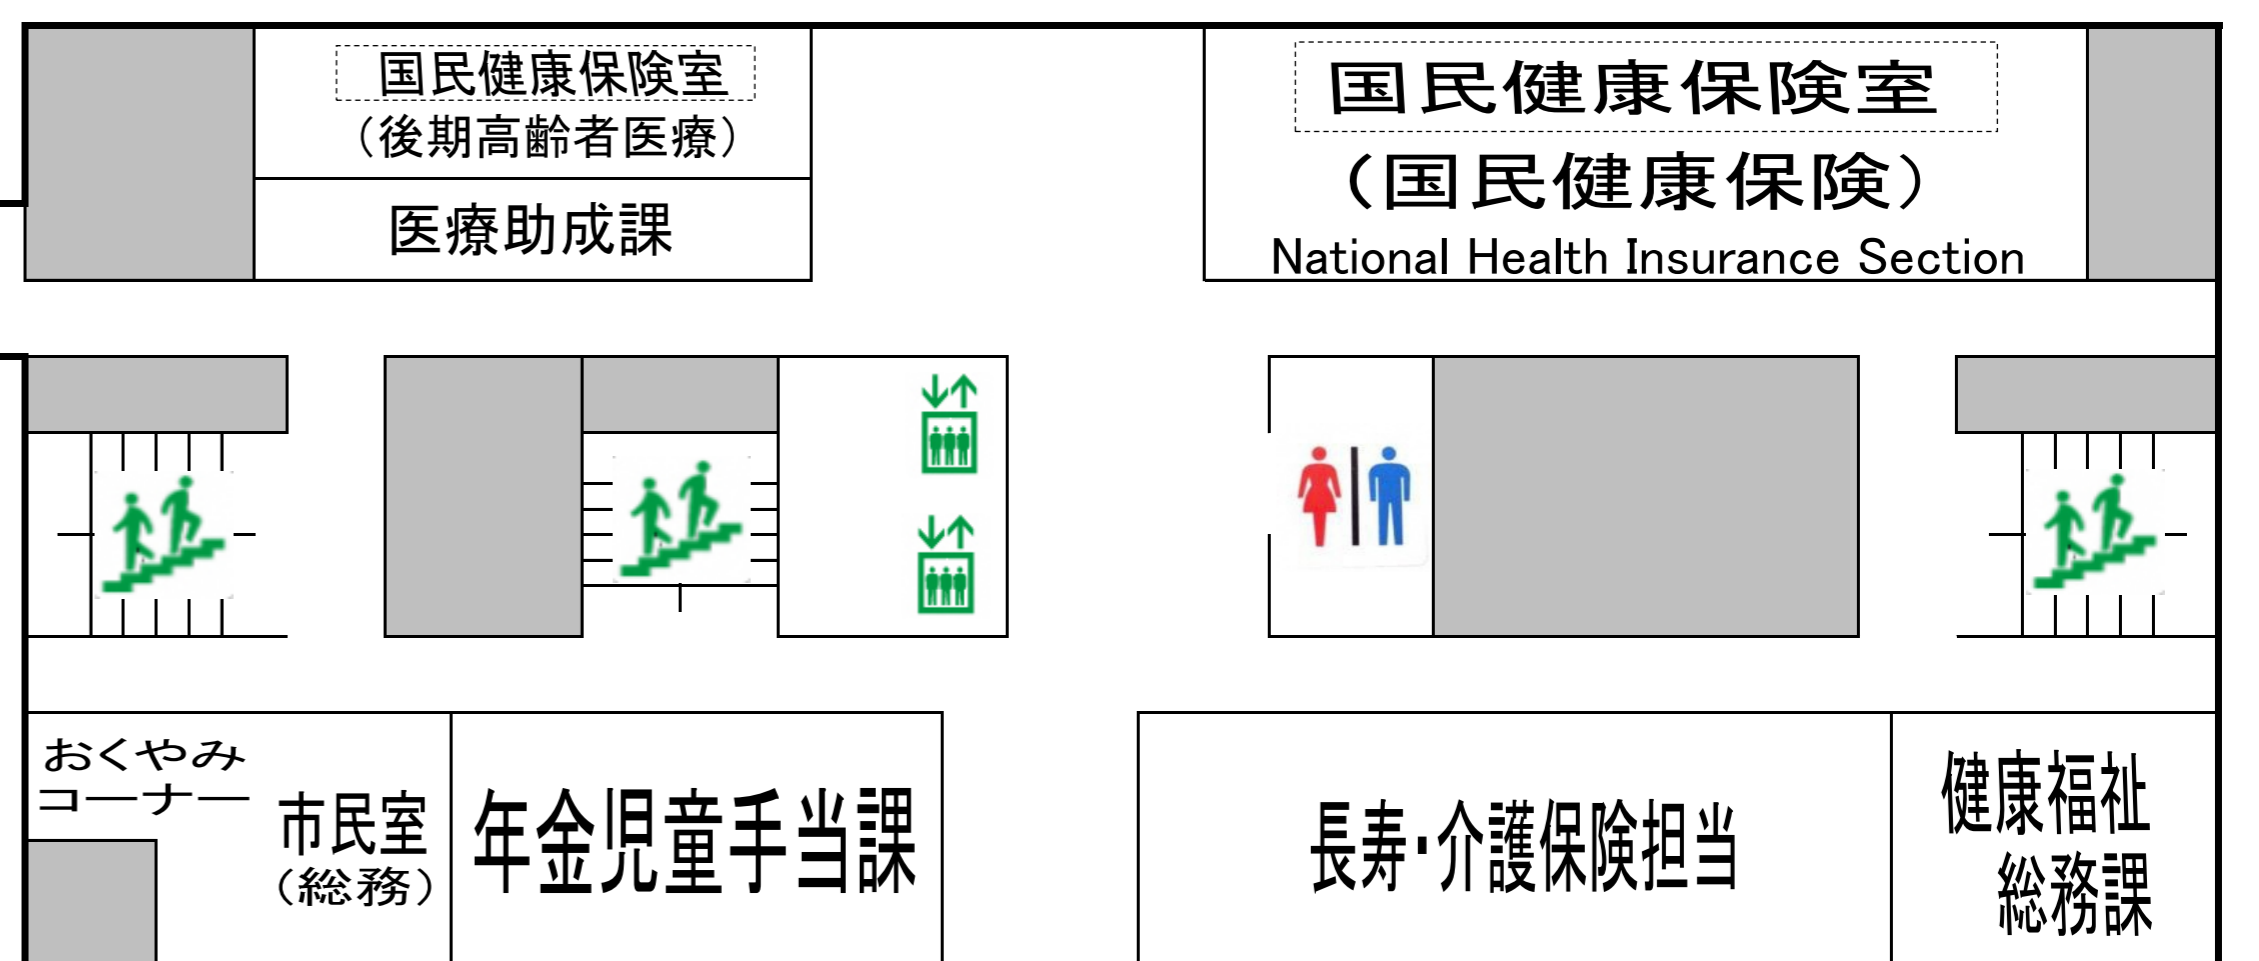 国民健康保険室
（後期高齢者医療）
医療助成課
国民健康保険室
（国民健康保険）
National Health Insurance Section
おくやみ
コーナー
市民室
（総務）
年金児童手当課
長寿・介護保険担当
健康福祉
総務課